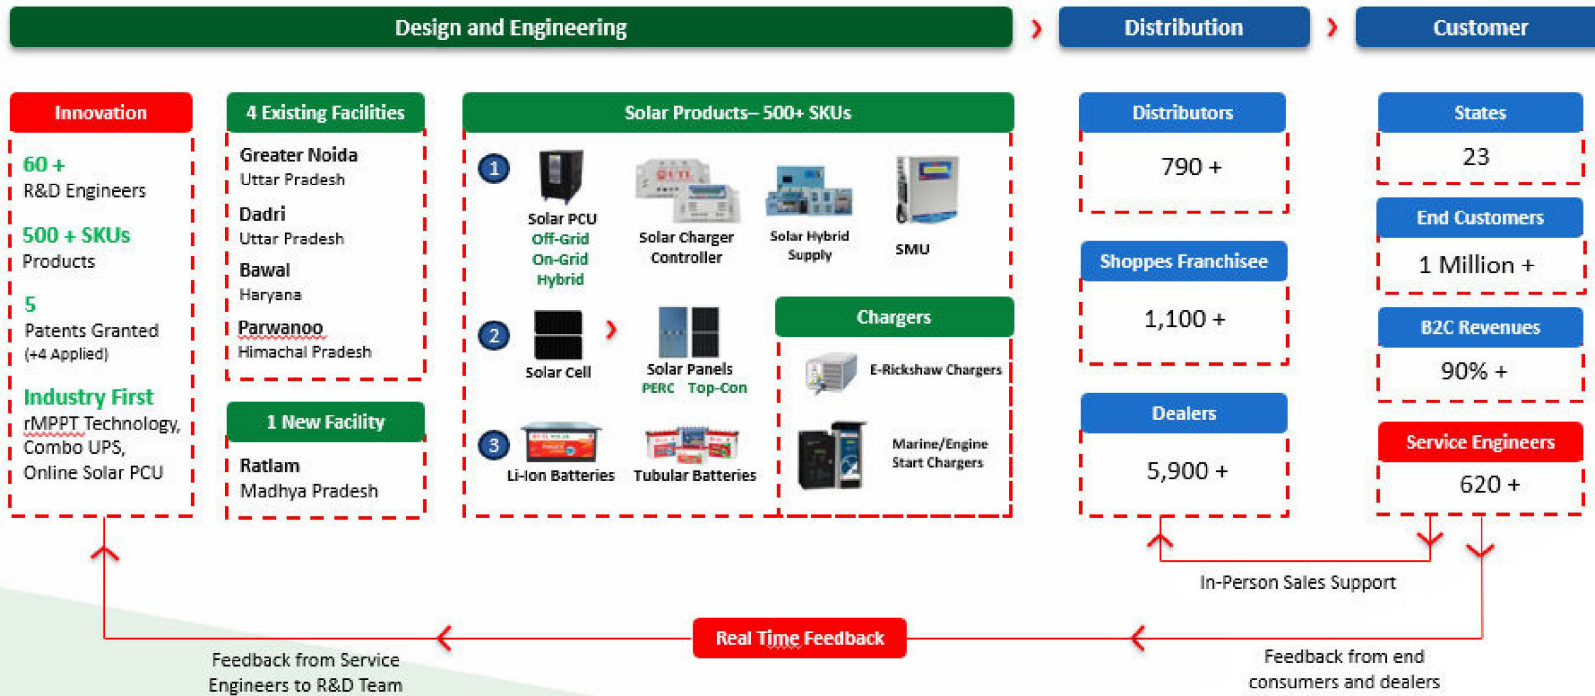 Design and Engineering
Distribution
Customer
Innovation
60 +
R&D Engineers
500 + SKUs
Products
5
Patents Granted
(+4 Applied)
Industry First
rMPPT Technology,
Combo UPS,
Online Solar PCU
4 Existing Facilities
Greater Noida
Uttar Pradesh
Dadri
Uttar Pradesh
Bawal
Haryana
Parwanoo
Himachal Pradesh
1 New Facility
Ratlam
Madhya Pradesh
Solar Products– 500+ SKUs
1
UTL
Solar PCU
Off-Grid
On-Grid
Hybrid
Solar Charger
Controller
Solar Hybrid
Supply
SMU
2
Solar Cell
Solar Panels
PERC Top-Con
3
Li-Ion Batteries
Tubular Batteries
Chargers
E-Rickshaw Chargers
Marine/Engine
Start Chargers
Distributors
790 +
Shoppes Franchisee
1,100 +
Dealers
5,900 +
States
23
End Customers
1 Million +
B2C Revenues
90% +
Service Engineers
620 +
In-Person Sales Support
Real Time Feedback
Feedback from Service
Engineers to R&D Team
Feedback from end
consumers and dealers